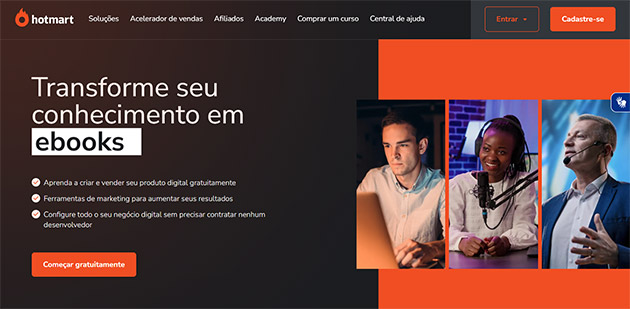 hotmart
Soluções
Acelerador de vendas
Afiliados
Academy
Comprar um curso
Central de ajuda
Entrar
Cadastre-se
Transforme seu
conhecimento em
ebooks
Aprenda a criar e vender seu produto digital gratuitamente
Ferramentas de marketing para aumentar seus resultados
Configure todo o seu negócio digital sem precisar contratar nenhum
desenvolvedor
Começar gratuitamente